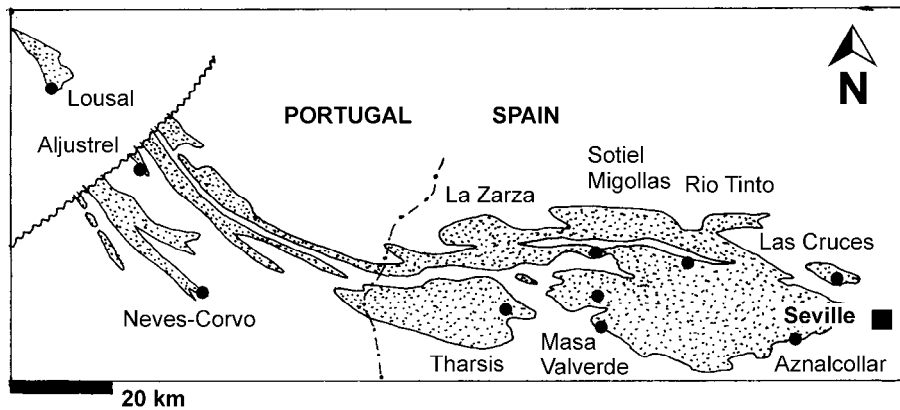 N
Lousal
PORTUGAL
SPAIN
Aljustrel
Sotiel
Migollas
Rio Tinto
La Zarza
Las Cruces
Neves-Corvo
Seville
Tharsis
Masa
Valverde
Aznalcollar
20 km